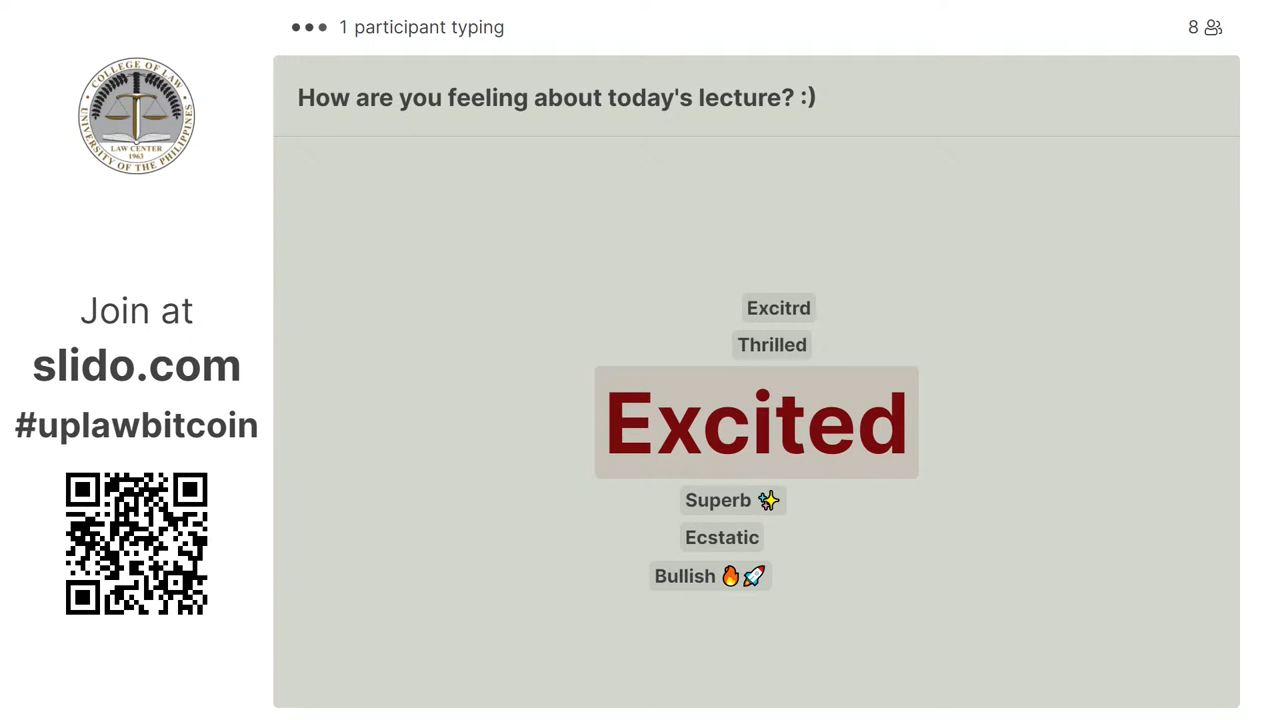 1 participant typing
8
COLLEGE OF LAW
UNIVERSITY OF THE PHILIPPINES
LAW CENTER
1963
How are you feeling about today's lecture? :)
Join at
slido.com
#uplawbitcoin
Excitrd
Thrilled
Excited
Superb ✨
Ecstatic
Bullish 🔥🚀